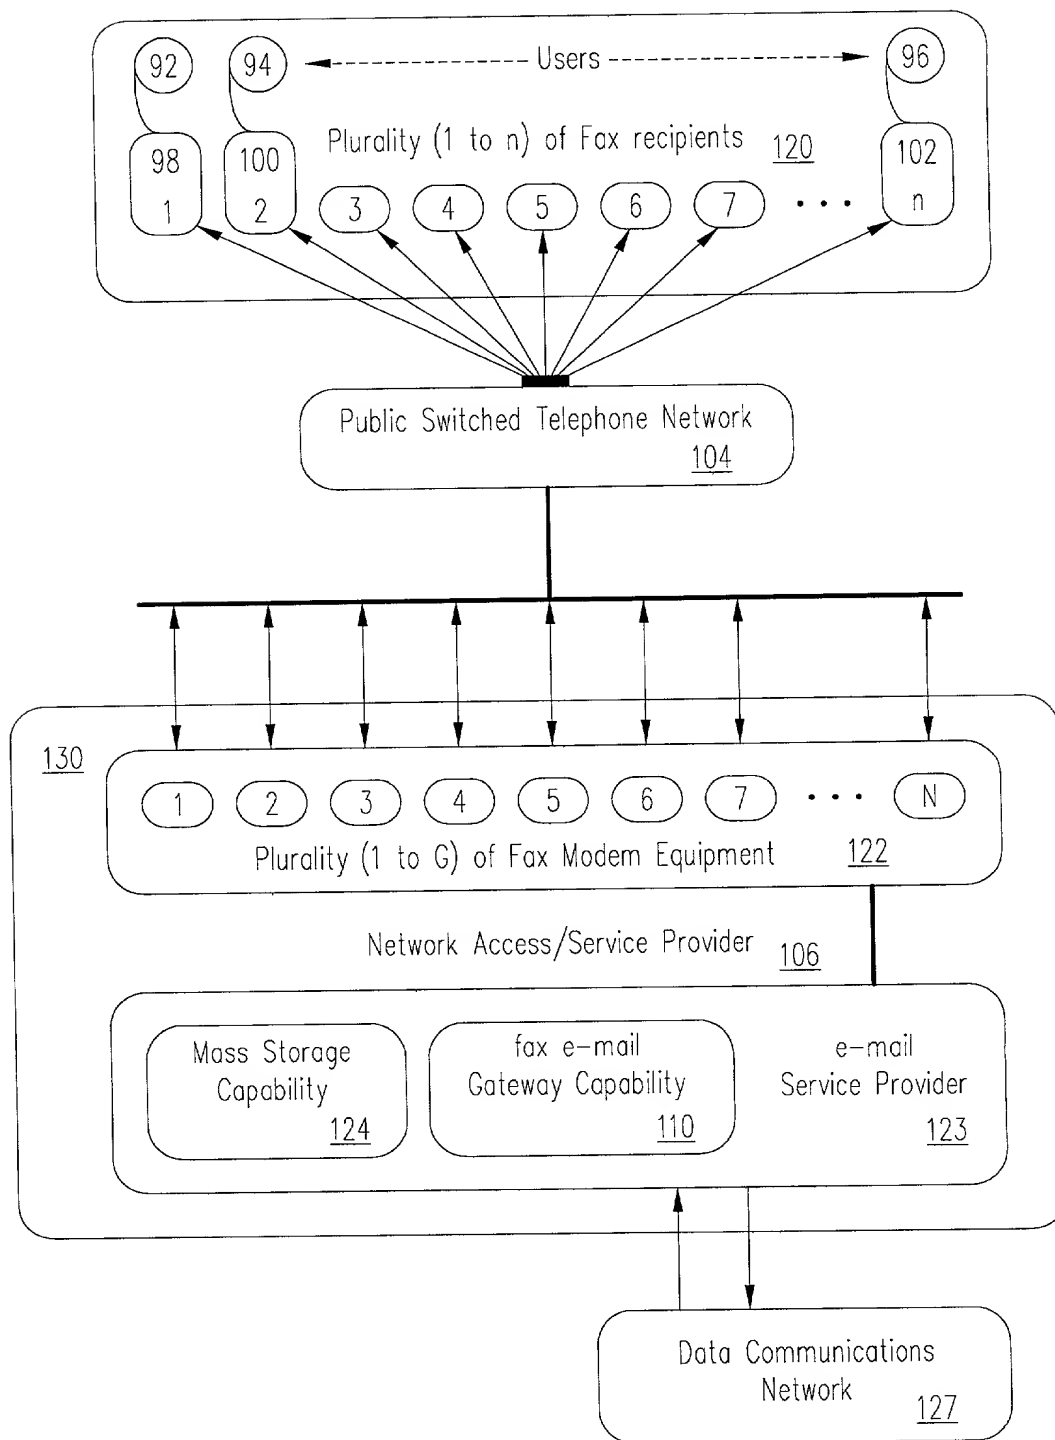 92 94 Users 96
Plurality (1 to n) of Fax recipients 120
98 100 102
1 2 3 4 5 6 7 . . . n
Public Switched Telephone Network
104
130
1 2 3 4 5 6 7 . . . N
Plurality (1 to G) of Fax Modem Equipment 122
Network Access/Service Provider 106
Mass Storage
Capability
124
fax e-mail
Gateway Capability
110
e-mail
Service Provider
123
Data Communications
Network
127